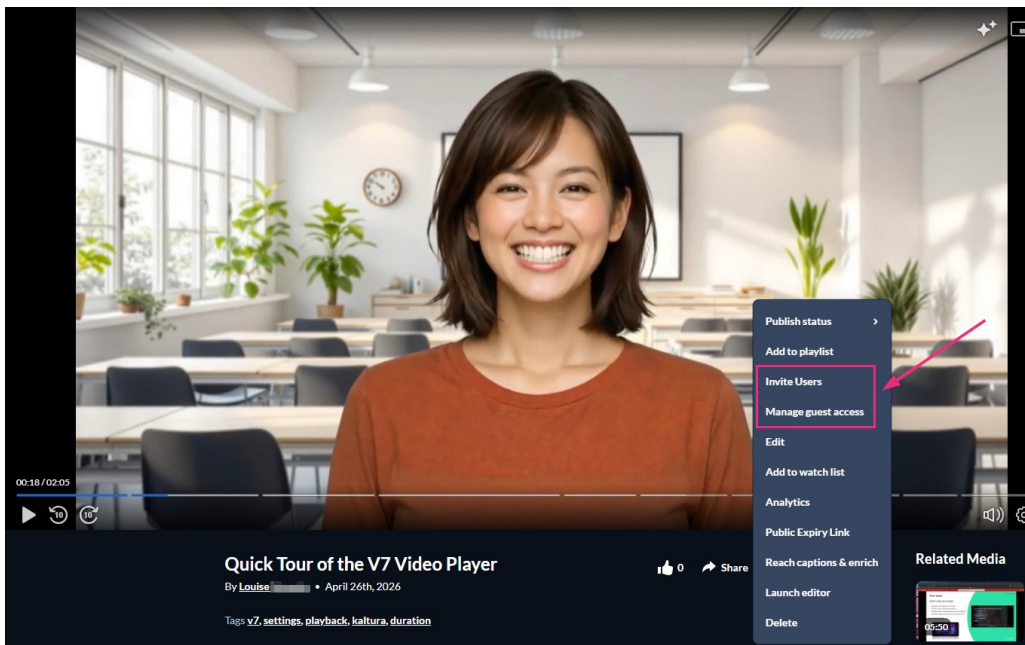 Publish status
Add to playlist
Invite Users
Manage guest access
Edit
Add to watch list
Analytics
Public Expiry Link
Reach captions & enrich
Launch editor
Delete
00:18 / 02:05
10
10
Quick Tour of the V7 Video Player
0
Share
By Louise • April 26th, 2026
Tags v7, settings, playback, kaltura, duration
Related Media
05:50